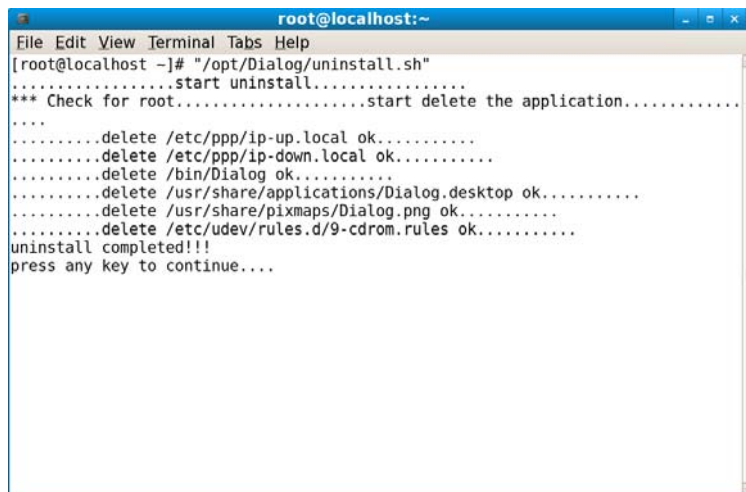 root@localhost:~
File Edit View Terminal Tabs Help
[root@localhost ~]# "/opt/Dialog/uninstall.sh"
..................start uninstall.................
*** Check for root.....................start delete the application.............
....
..........delete /etc/ppp/ip-up.local ok...........
..........delete /etc/ppp/ip-down.local ok...........
..........delete /bin/Dialog ok...........
..........delete /usr/share/applications/Dialog.desktop ok...........
..........delete /usr/share/pixmaps/Dialog.png ok...........
..........delete /etc/udev/rules.d/9-cdrom.rules ok...........
uninstall completed!!!
press any key to continue....